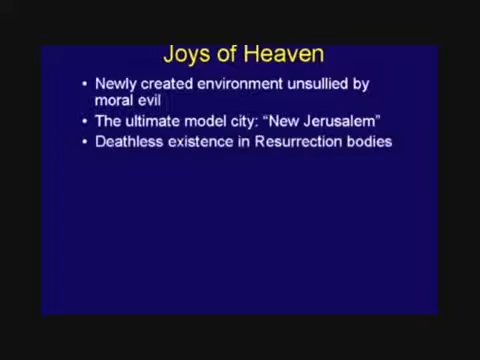 Joys of Heaven
• Newly created environment unsullied by
moral evil
• The ultimate model city: “New Jerusalem”
• Deathless existence in Resurrection bodies